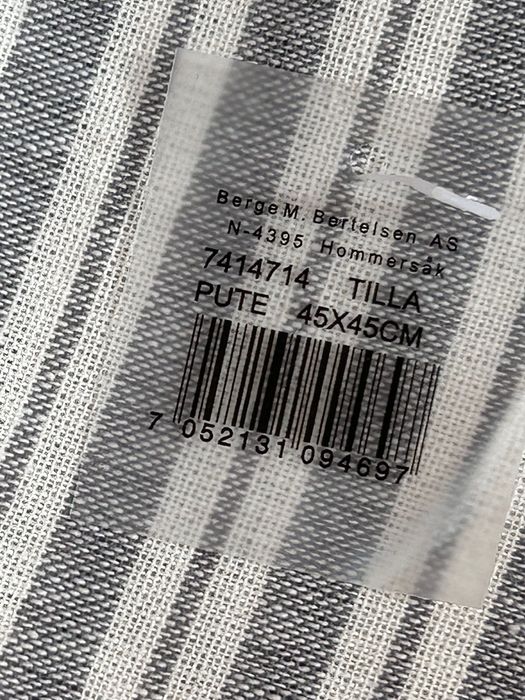 Berge M. Bertelsen AS
N-4395 Hommersåk
7414714 TILLA
PUTE 45X45CM
7 052131 094697